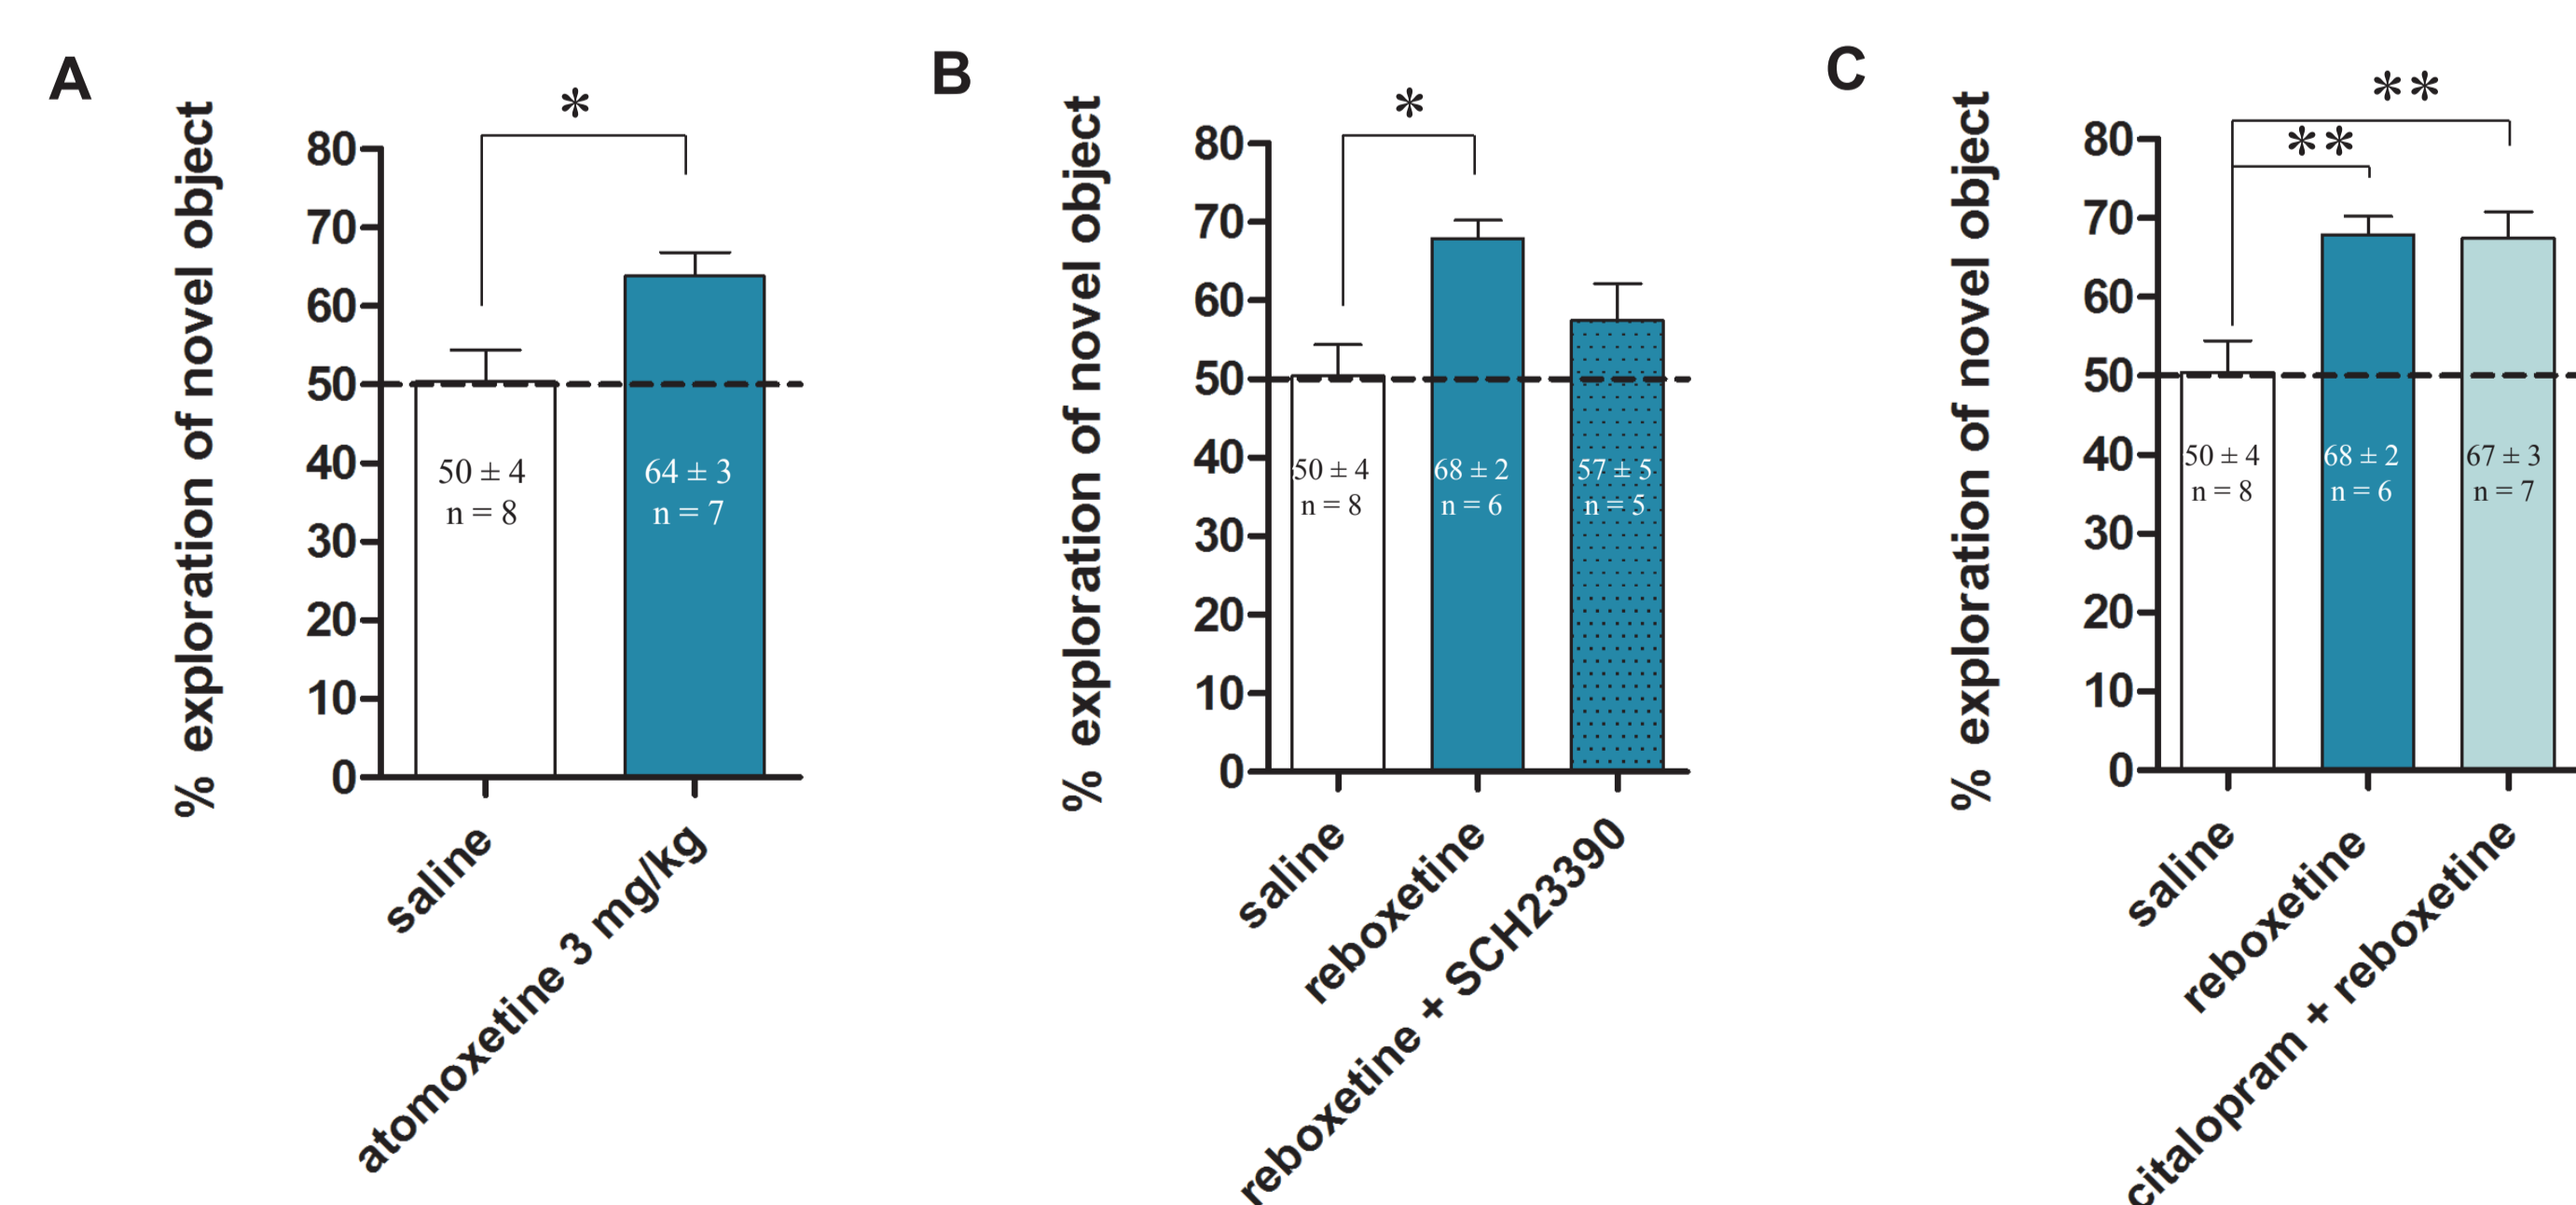 A
% exploration of novel object
*
80
70
60
50
40
30
20
10
0
50 ± 4
n = 8
64 ± 3
n = 7
saline
atomoxetine 3 mg/kg
B
% exploration of novel object
*
80
70
60
50
40
30
20
10
0
50 ± 4
n = 8
68 ± 2
n = 6
57 ± 5
n = 5
saline
reboxetine
reboxetine + SCH23390
C
% exploration of novel object
**
**
80
70
60
50
40
30
20
10
0
50 ± 4
n = 8
68 ± 2
n = 6
67 ± 3
n = 7
saline
reboxetine
citalopram + reboxetine